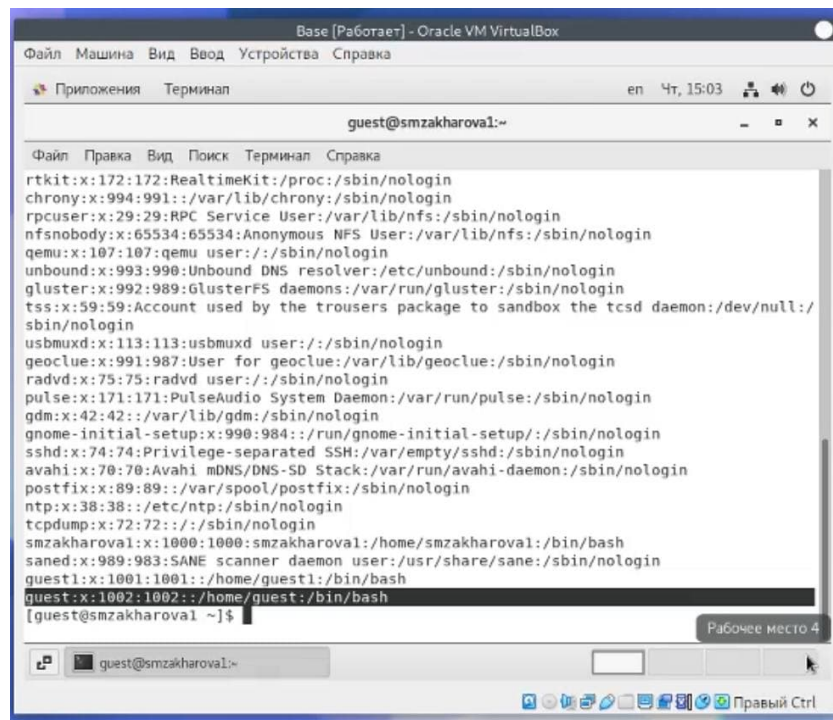 Base [Работает] - Oracle VM VirtualBox
Файл Машина Вид Ввод Устройства Справка
Приложения Терминал en Чт, 15:03
guest@smzakharova1:~
Файл Правка Вид Поиск Терминал Справка
rtkit:x:172:172:RealtimeKit:/proc:/sbin/nologin
chrony:x:994:991::/var/lib/chrony:/sbin/nologin
rpcuser:x:29:29:RPC Service User:/var/lib/nfs:/sbin/nologin
nfsnobody:x:65534:65534:Anonymous NFS User:/var/lib/nfs:/sbin/nologin
qemu:x:107:107:qemu user:/:/sbin/nologin
unbound:x:993:990:Unbound DNS resolver:/etc/unbound:/sbin/nologin
gluster:x:992:989:GlusterFS daemons:/var/run/gluster:/sbin/nologin
tss:x:59:59:Account used by the trousers package to sandbox the tcsd daemon:/dev/null:/
sbin/nologin
usbmuxd:x:113:113:usbmuxd user:/:/sbin/nologin
geoclue:x:991:987:User for geoclue:/var/lib/geoclue:/sbin/nologin
radvd:x:75:75:radvd user:/:/sbin/nologin
pulse:x:171:171:PulseAudio System Daemon:/var/run/pulse:/sbin/nologin
gdm:x:42:42::/var/lib/gdm:/sbin/nologin
gnome-initial-setup:x:990:984::/run/gnome-initial-setup/:/sbin/nologin
sshd:x:74:74:Privilege-separated SSH:/var/empty/sshd:/sbin/nologin
avahi:x:70:70:Avahi mDNS/DNS-SD Stack:/var/run/avahi-daemon:/sbin/nologin
postfix:x:89:89::/var/spool/postfix:/sbin/nologin
ntp:x:38:38::/etc/ntp:/sbin/nologin
tcpdump:x:72:72::/:/sbin/nologin
smzakharova1:x:1000:1000:smzakharova1:/home/smzakharova1:/bin/bash
saned:x:989:983:SANE scanner daemon user:/usr/share/sane:/sbin/nologin
guest1:x:1001:1001::/home/guest1:/bin/bash
guest:x:1002:1002::/home/guest:/bin/bash
[guest@smzakharova1 ~]$
Рабочее место 4
guest@smzakharova1:~
Правый Ctrl